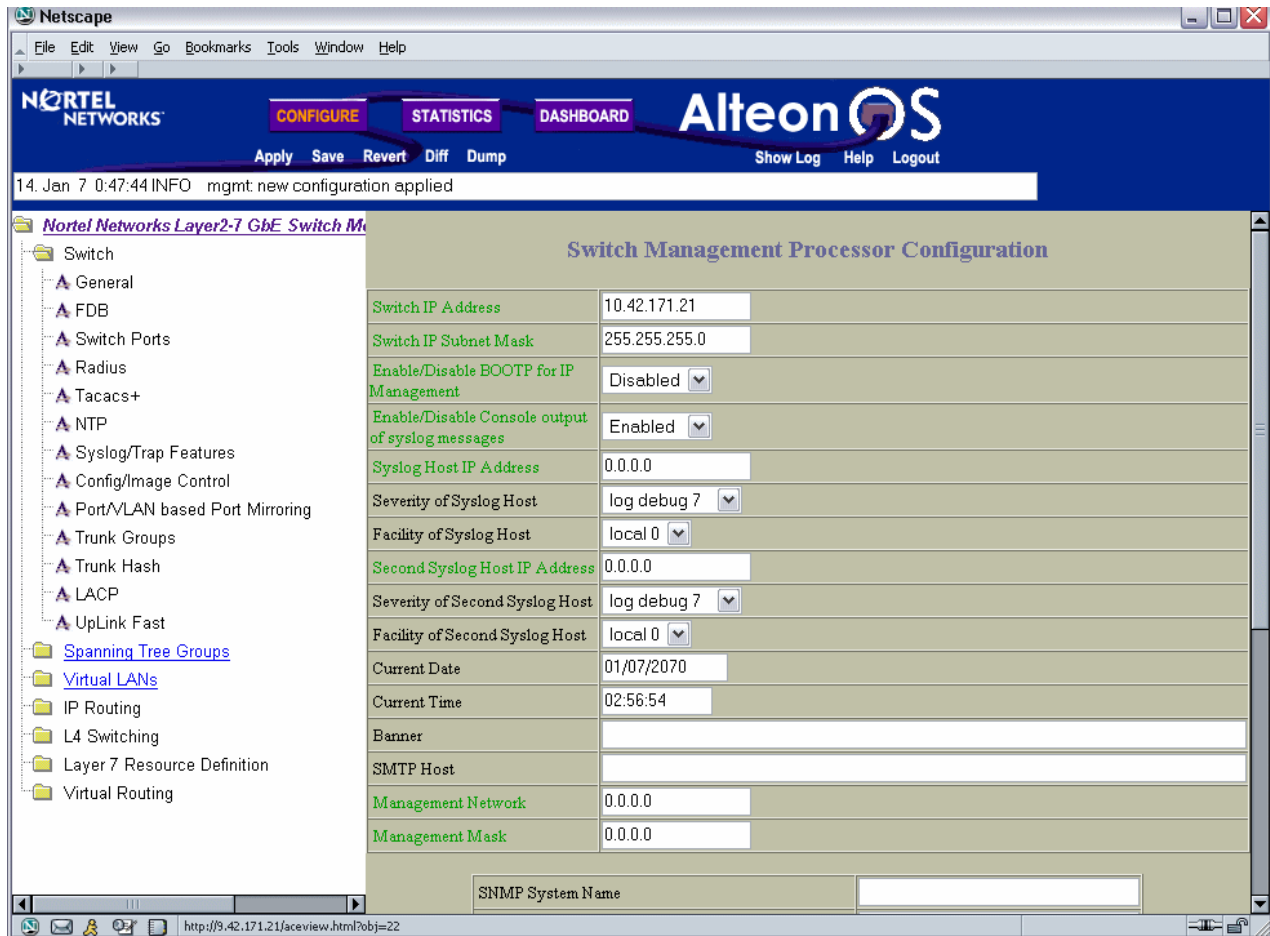 Netscape
File Edit View Go Bookmarks Tools Window Help
NORTEL NETWORKS
CONFIGURE STATISTICS DASHBOARD
Alteon OS
Apply Save Revert Diff Dump Show Log Help Logout
14. Jan 7 0:47:44 INFO mgmt: new configuration applied
Nortel Networks Layer2-7 GbE Switch
Switch
General
FDB
Switch Ports
Radius
Tacacs+
NTP
Syslog/Trap Features
Config/Image Control
Port/VLAN based Port Mirroring
Trunk Groups
Trunk Hash
LACP
UpLink Fast
Spanning Tree Groups
Virtual LANs
IP Routing
L4 Switching
Layer 7 Resource Definition
Virtual Routing
Switch Management Processor Configuration
Switch IP Address 10.42.171.21
Switch IP Subnet Mask 255.255.255.0
Enable/Disable BOOTP for IP
Management Disabled
Enable/Disable Console output
of syslog messages Enabled
Syslog Host IP Address 0.0.0.0
Severity of Syslog Host log debug 7
Facility of Syslog Host local 0
Second Syslog Host IP Address 0.0.0.0
Severity of Second Syslog Host log debug 7
Facility of Second Syslog Host local 0
Current Date 01/07/2070
Current Time 02:56:54
Banner
SMTP Host
Management Network 0.0.0.0
Management Mask 0.0.0.0
SNMP System Name
http://9.42.171.21/aceview.html?obj=22